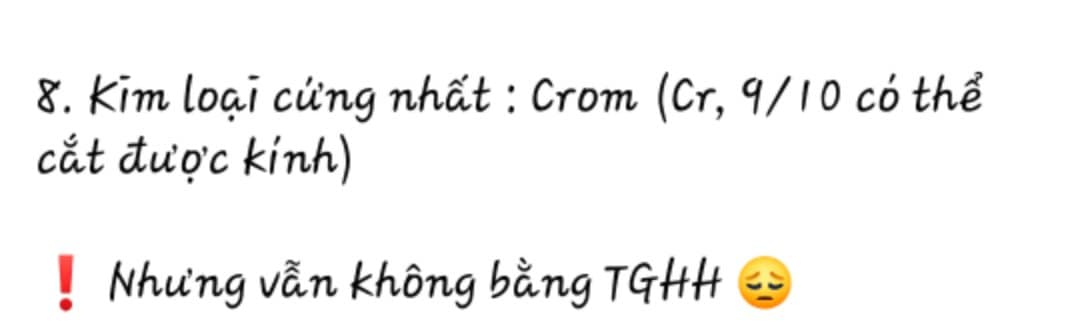 8. Kim loại cứng nhất : Crom (Cr, 9/10 có thể
cắt được kính)
❗ Nhưng vẫn không bằng TGHH 😔